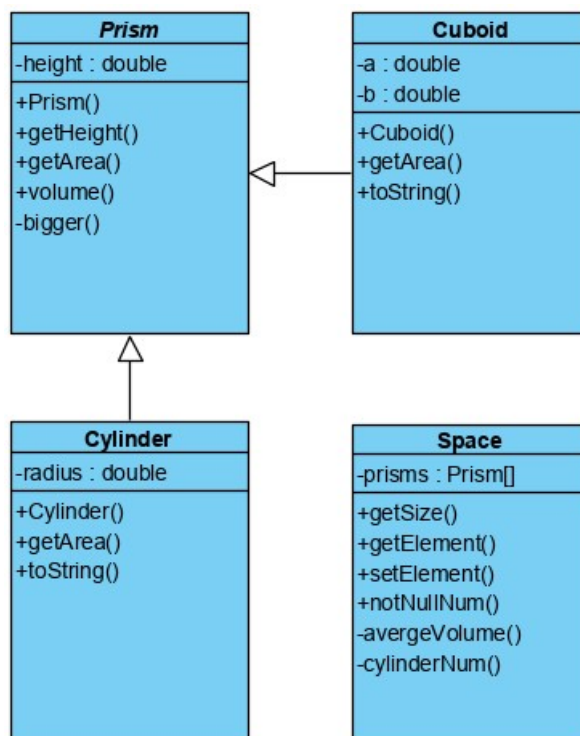 Prism
-height : double
+Prism()
+getHeight()
+getArea()
+volume()
-bigger()
Cuboid
-a : double
-b : double
+Cuboid()
+getArea()
+toString()
Cylinder
-radius : double
+Cylinder()
+getArea()
+toString()
Space
-prisms : Prism[]
+getSize()
+getElement()
+setElement()
+notNullNum()
-avergeVolume()
-cylinderNum()